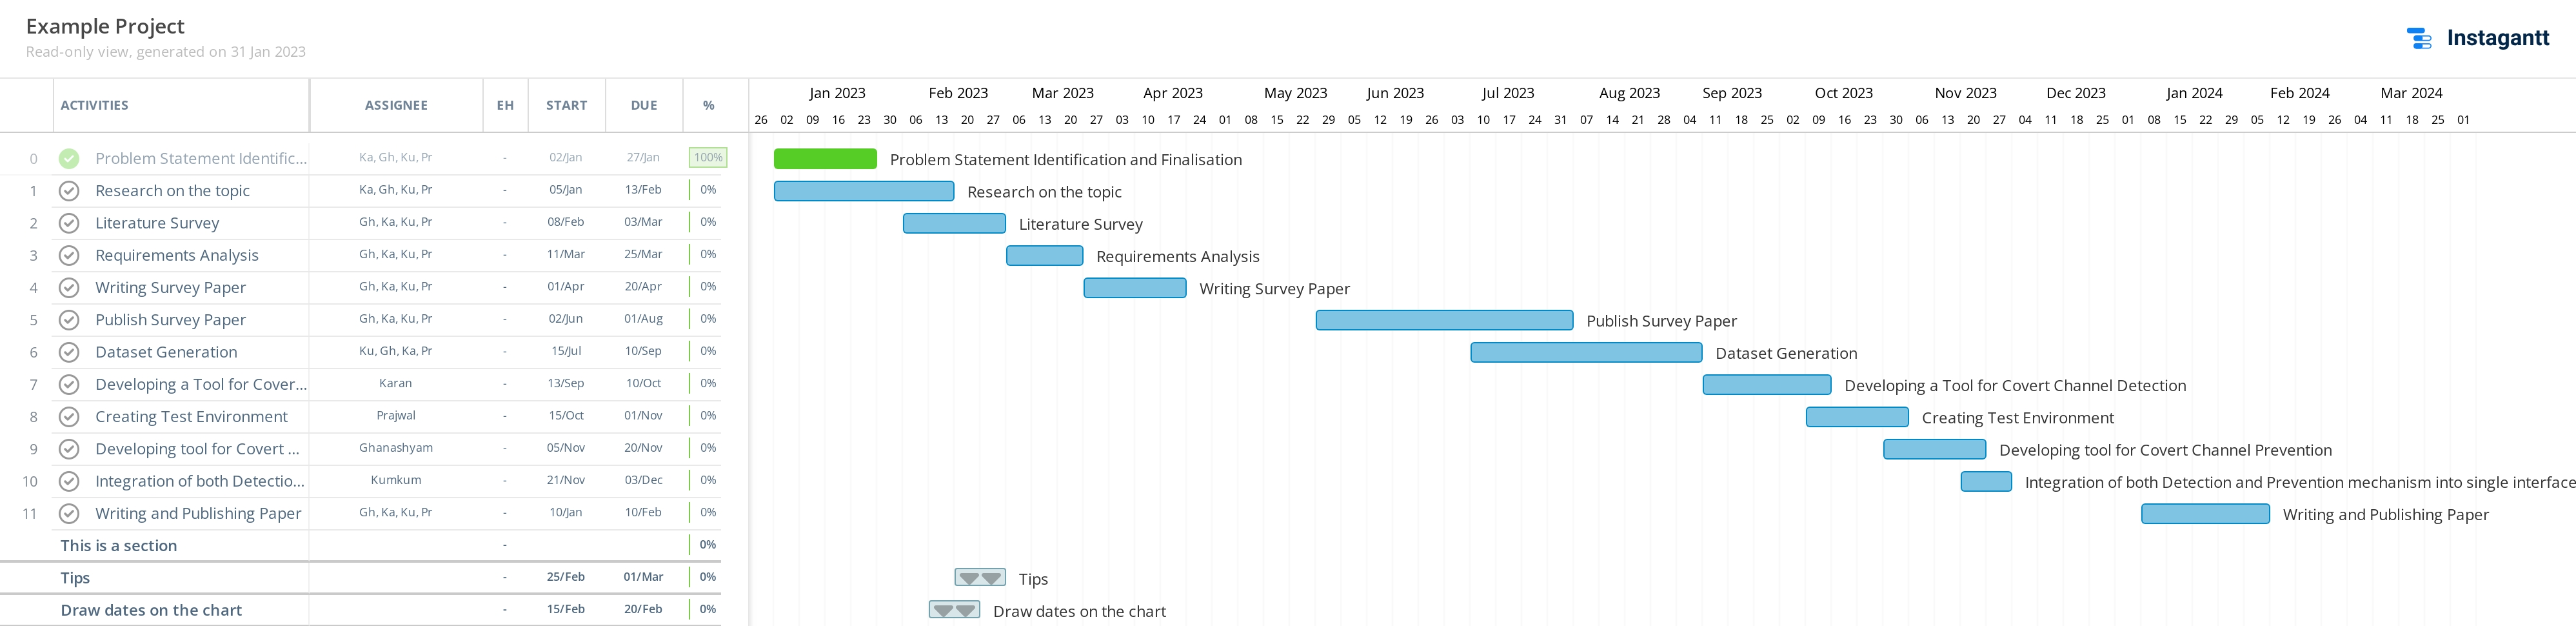 Example Project
Read-only view, generated on 31 Jan 2023
Instagantt
ACTIVITIES ASSIGNEE EH START DUE %
Jan 2023 Feb 2023 Mar 2023 Apr 2023 May 2023 Jun 2023 Jul 2023 Aug 2023 Sep 2023 Oct 2023 Nov 2023 Dec 2023 Jan 2024 Feb 2024 Mar 2024
26 02 09 16 23 30 06 13 20 27 06 13 20 27 03 10 17 24 01 08 15 22 29 05 12 19 26 03 10 17 24 31 07 14 21 28 04 11 18 25 02 09 16 23 30 06 13 20 27 04 11 18 25 01 08 15 22 29 05 12 19 26 04 11 18 25 01
0 Problem Statement Identific... Ka, Gh, Ku, Pr - 02/Jan 27/Jan 100% Problem Statement Identification and Finalisation
1 Research on the topic Ka, Gh, Ku, Pr - 05/Jan 13/Feb 0% Research on the topic
2 Literature Survey Gh, Ka, Ku, Pr - 08/Feb 03/Mar 0% Literature Survey
3 Requirements Analysis Gh, Ka, Ku, Pr - 11/Mar 25/Mar 0% Requirements Analysis
4 Writing Survey Paper Gh, Ka, Ku, Pr - 01/Apr 20/Apr 0% Writing Survey Paper
5 Publish Survey Paper Gh, Ka, Ku, Pr - 02/Jun 01/Aug 0% Publish Survey Paper
6 Dataset Generation Ku, Gh, Ka, Pr - 15/Jul 10/Sep 0% Dataset Generation
7 Developing a Tool for Cover... Karan - 13/Sep 10/Oct 0% Developing a Tool for Covert Channel Detection
8 Creating Test Environment Prajwal - 15/Oct 01/Nov 0% Creating Test Environment
9 Developing tool for Covert ... Ghanashyam - 05/Nov 20/Nov 0% Developing tool for Covert Channel Prevention
10 Integration of both Detectio... Kumkum - 21/Nov 03/Dec 0% Integration of both Detection and Prevention mechanism into single interface
11 Writing and Publishing Paper Gh, Ka, Ku, Pr - 10/Jan 10/Feb 0% Writing and Publishing Paper
This is a section - 0%
Tips - 25/Feb 01/Mar 0% Tips
Draw dates on the chart - 15/Feb 20/Feb 0% Draw dates on the chart